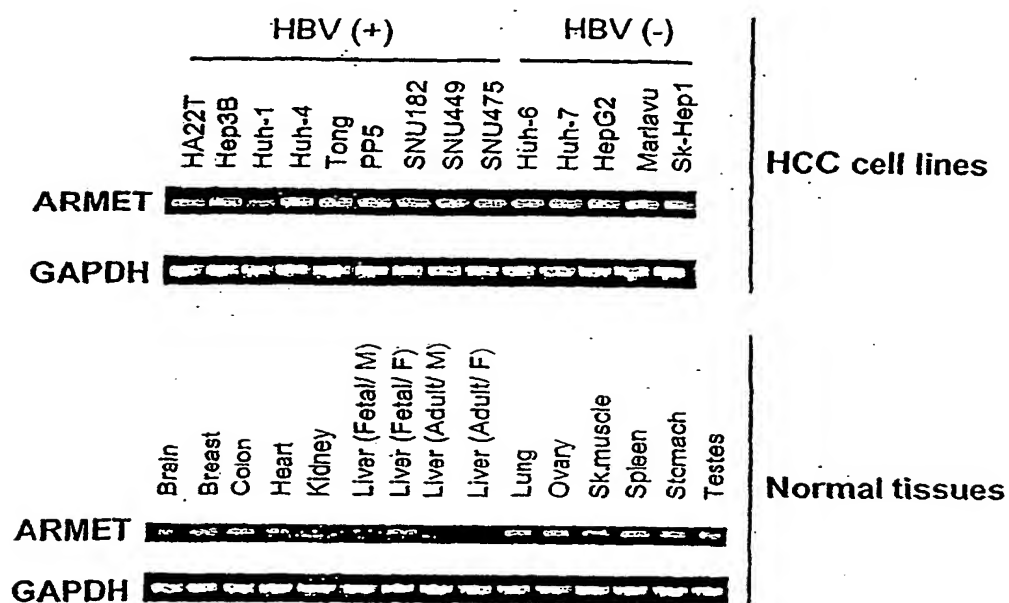 HBV (+) HBV (-)
HA22T Hep3B Huh-1 Huh-4 Tong PP5 SNU182 SNU449 SNU475 Huh-6 Huh-7 HepG2 Marlavu Sk-Hep1
HCC cell lines
ARMET
GAPDH
Brain Breast Colon Heart Kidney Liver (Fetal/ M) Liver (Fetal/ F) Liver (Adult/ M) Liver (Adult/ F) Lung Ovary Sk.muscle Spleen Stomach Testes
Normal tissues
ARMET
GAPDH